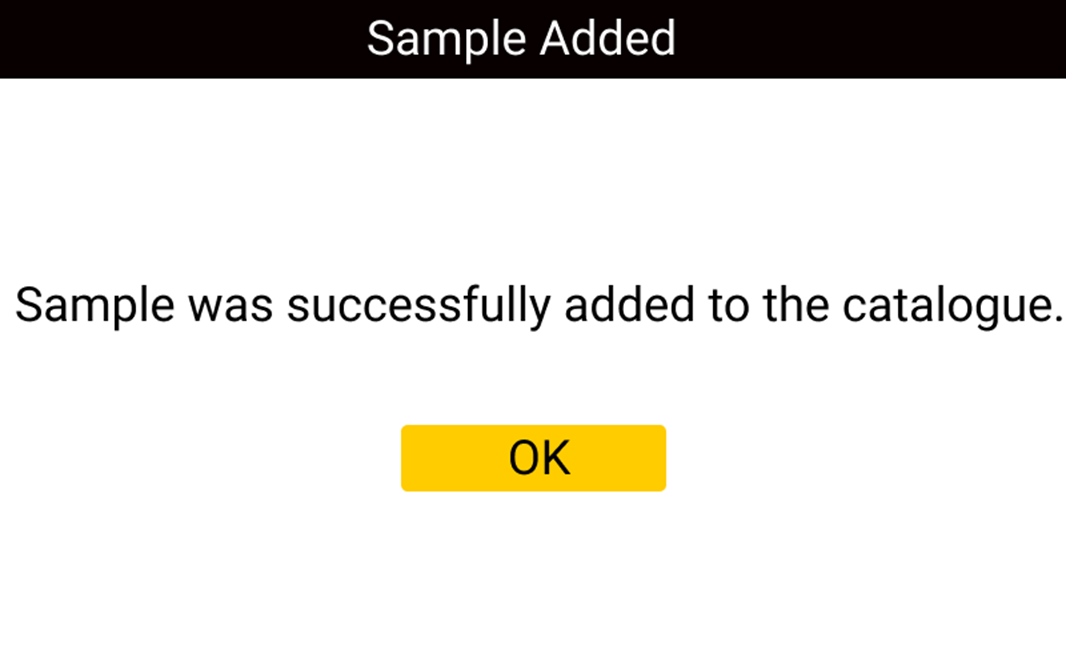 Sample Added
Sample was successfully added to the catalogue.
OK